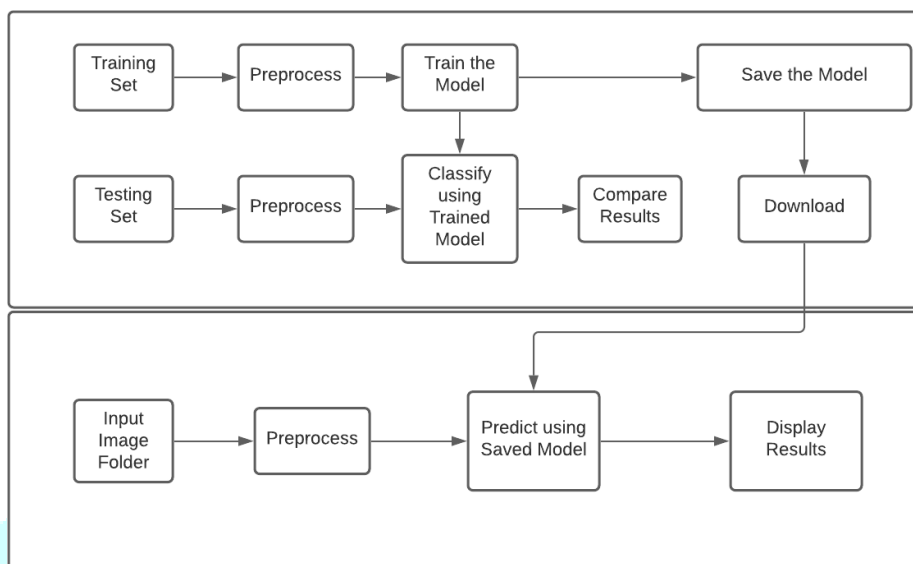 Training
Set
Preprocess
Train the
Model
Save the Model
Testing
Set
Preprocess
Classify
using
Trained
Model
Compare
Results
Download
Input
Image
Folder
Preprocess
Predict using
Saved Model
Display
Results